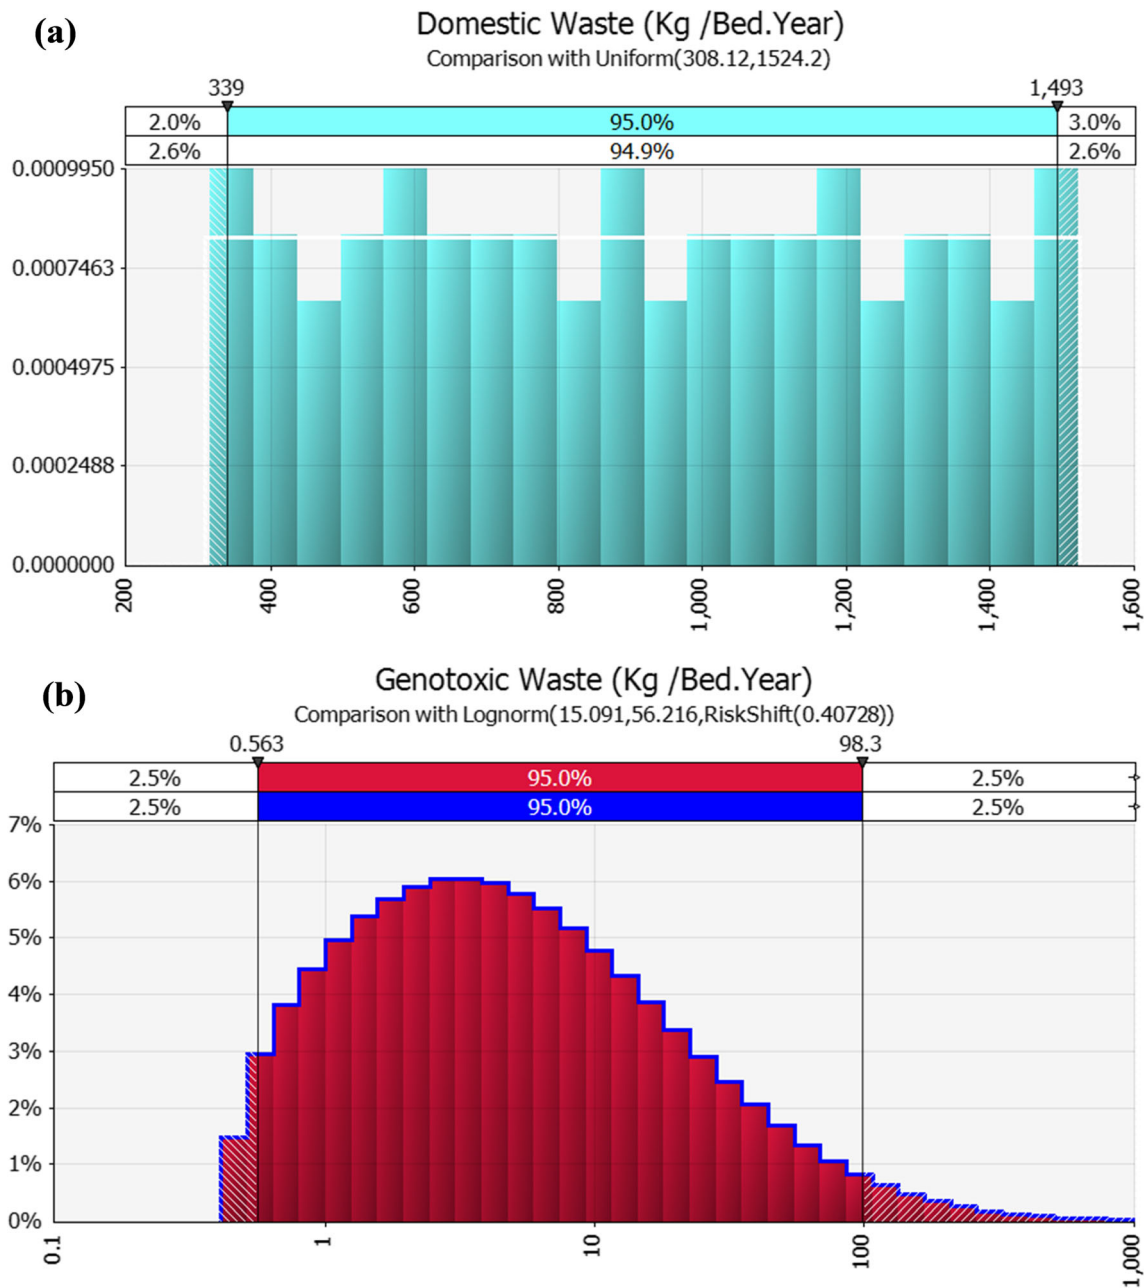 (a)
Domestic Waste (Kg /Bed.Year)
Comparison with Uniform(308.12,1524.2)
339 1,493
2.0% 95.0% 3.0%
2.6% 94.9% 2.6%
0.0009950
0.0007463
0.0004975
0.0002488
0.0000000
200 400 600 800 1,000 1,200 1,400 1,600
(b)
Genotoxic Waste (Kg /Bed.Year)
Comparison with Lognorm(15.091,56.216,RiskShift(0.40728))
0.563 98.3
2.5% 95.0% 2.5%
2.5% 95.0% 2.5%
7%
6%
5%
4%
3%
2%
1%
0%
0.1 1 10 100 1,000